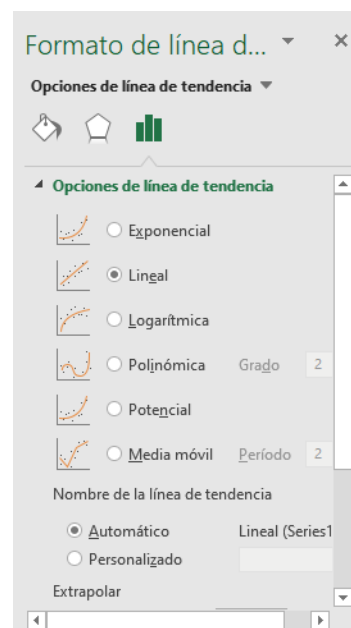 Formato de línea d...
Opciones de línea de tendencia
Opciones de línea de tendencia
Exponencial
Lineal
Logarítmica
Polinómica Grado 2
Potencial
Media móvil Período 2
Nombre de la línea de tendencia
Automático Lineal (Series1
Personalizado
Extrapolar